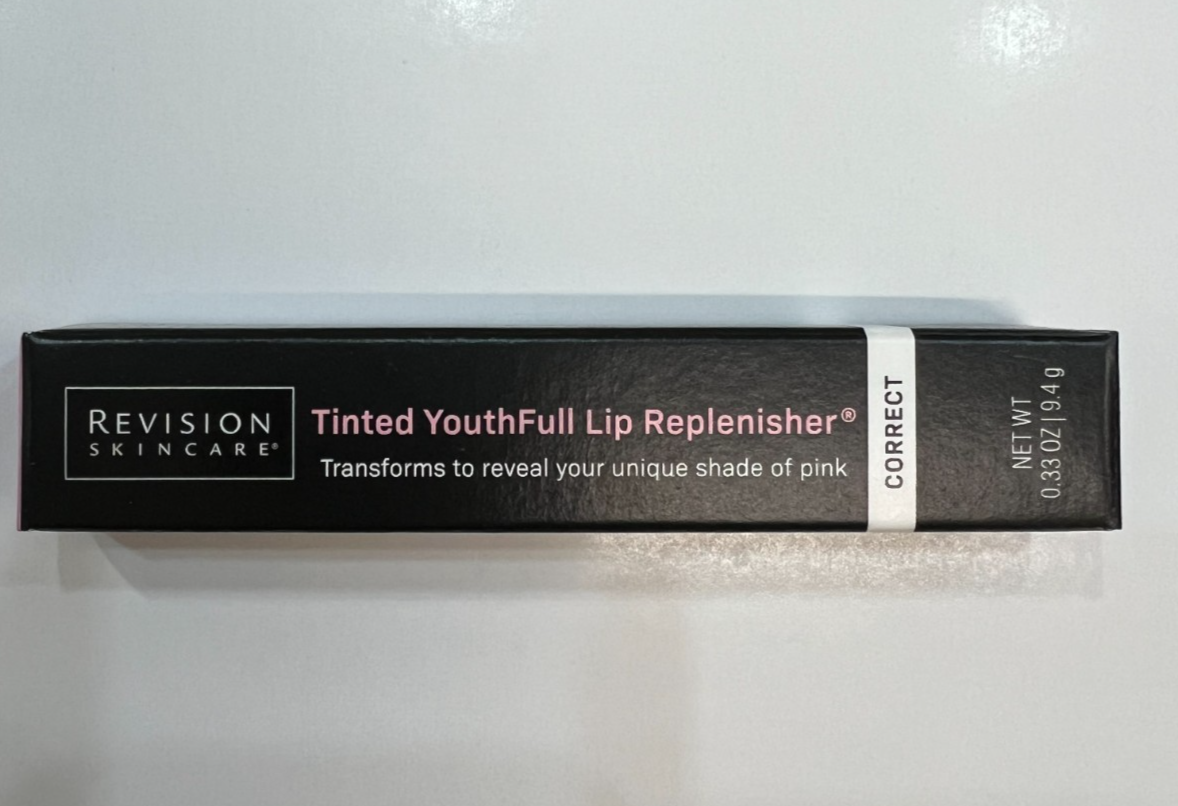 REVISION
SKINCARE®
Tinted YouthFull Lip Replenisher®
Transforms to reveal your unique shade of pink
CORRECT
NET WT
0.33 OZ | 9.4 g